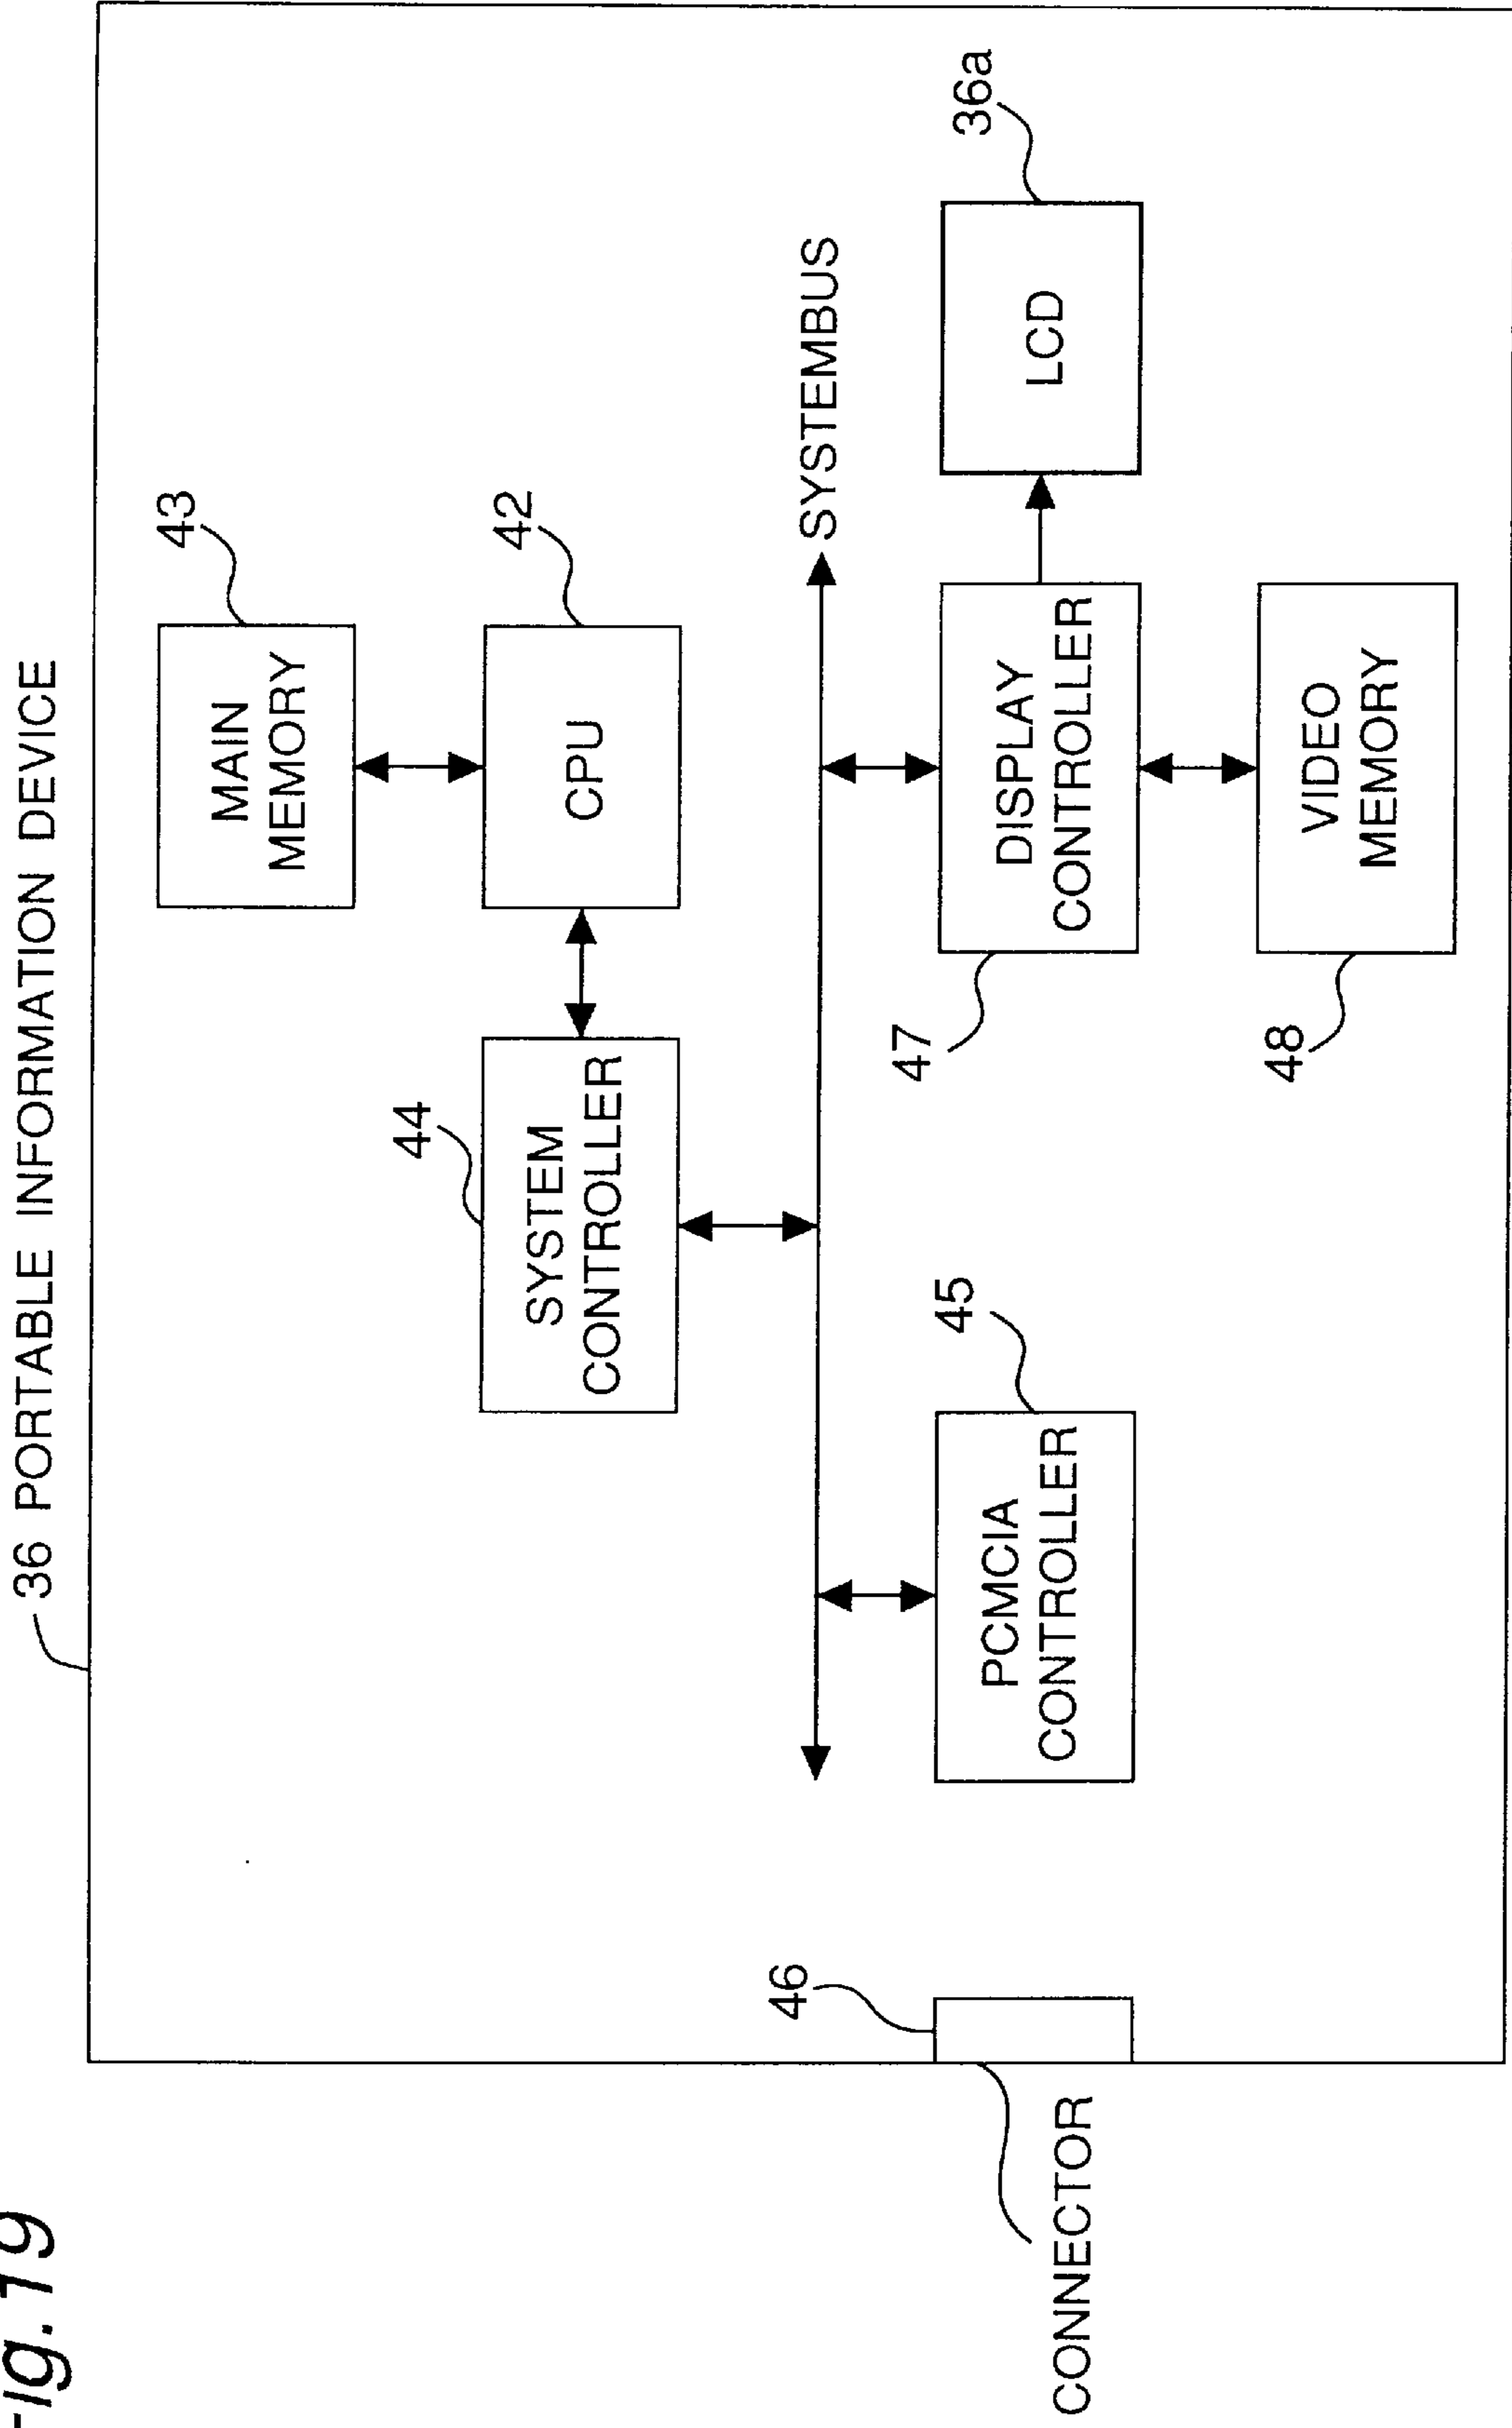 Fig.19
36 PORTABLE INFORMATION DEVICE
43
MAIN
MEMORY
44
42
SYSTEM
CONTROLLER
CPU
SYSTEMBUS
46
45
47
36a
CONNECTOR
PCMCIA
CONTROLLER
DISPLAY
CONTROLLER
LCD
48
VIDEO
MEMORY